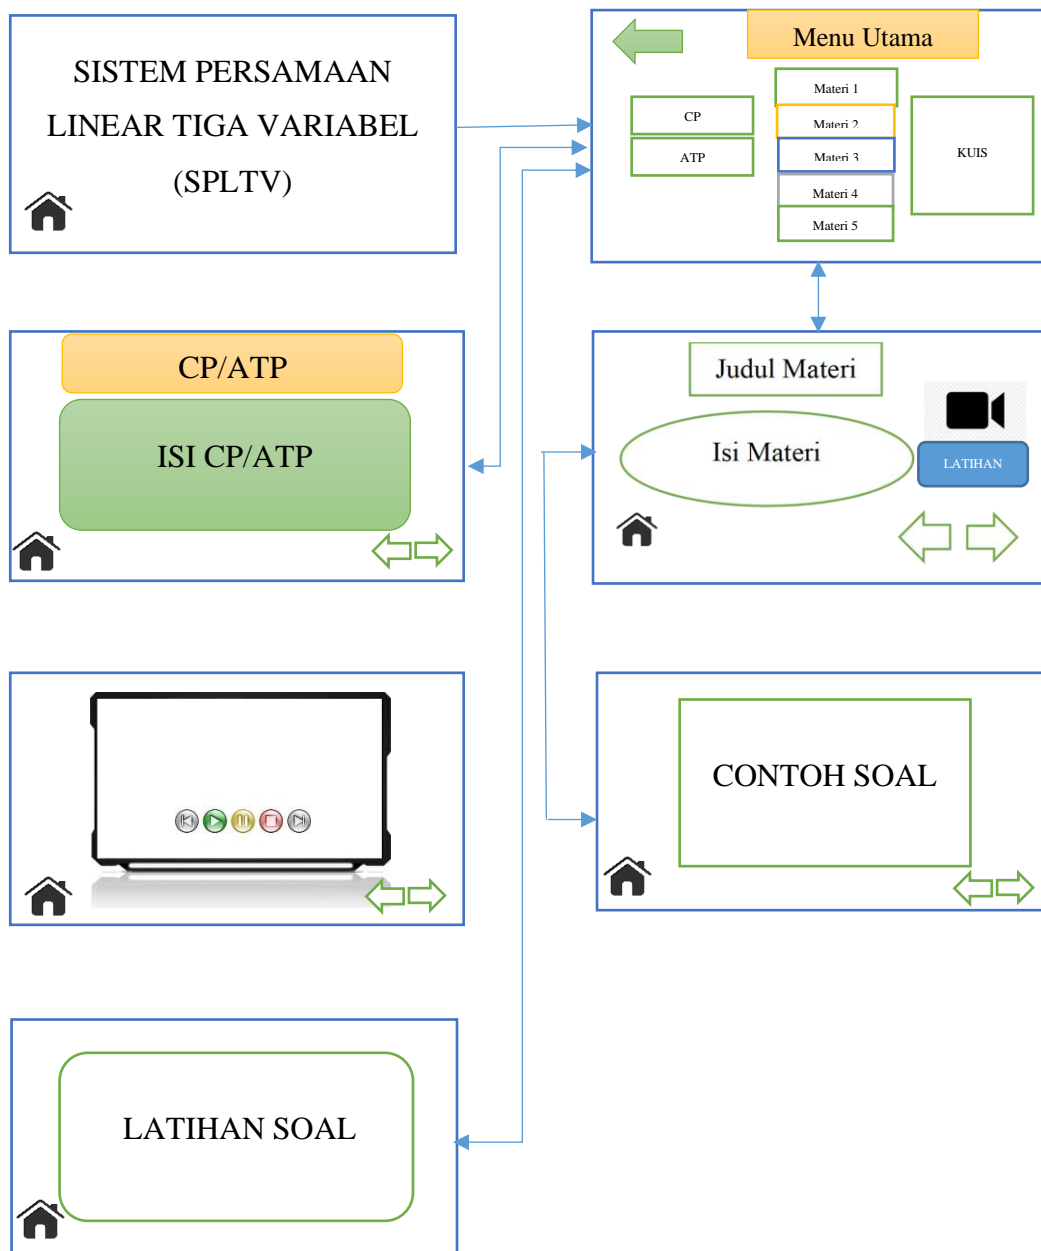 SISTEM PERSAMAAN
LINEAR TIGA VARIABEL
(SPLTV)
Menu Utama
CP
ATP
Materi 1
Materi 2
Materi 3
Materi 4
Materi 5
KUIS
CP/ATP
ISI CP/ATP
Judul Materi
Isi Materi
LATIHAN
CONTOH SOAL
LATIHAN SOAL